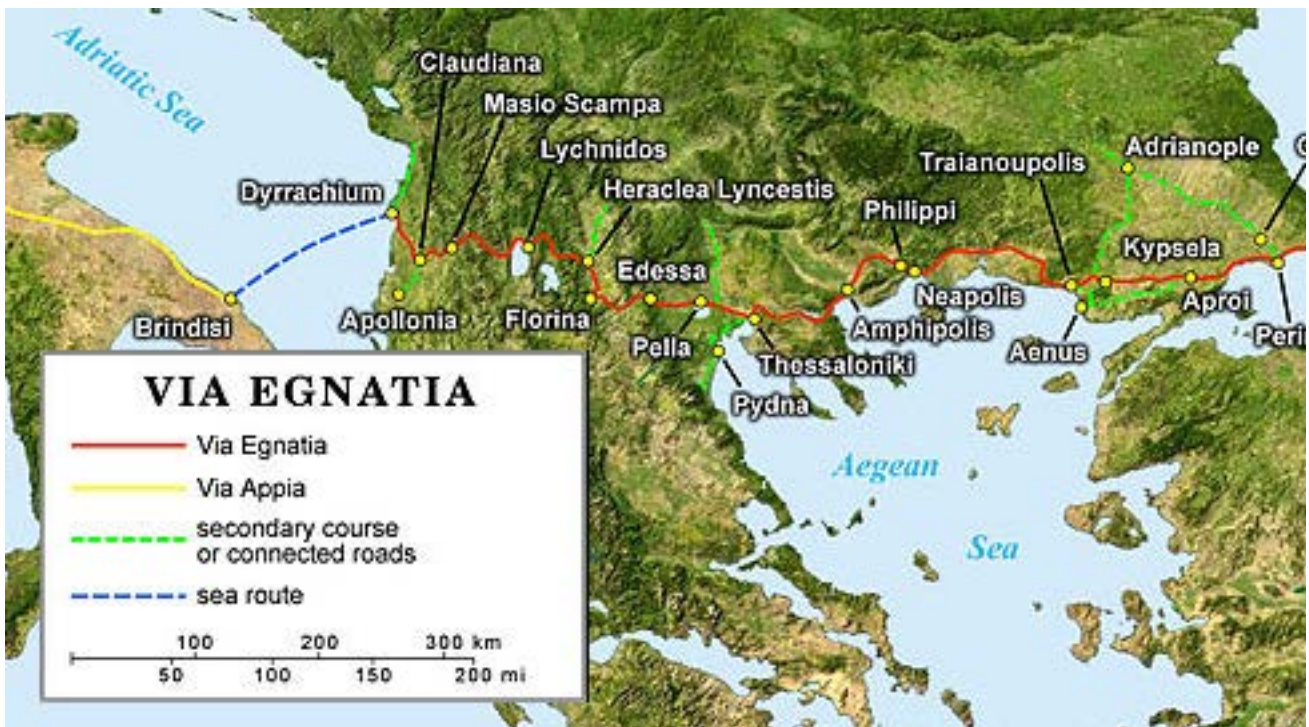 Adriatic Sea
Claudiana
Masio Scampa
Lychnidos
Dyrrachium
Heraclea Lyncestis
Traianoupolis
Adrianople
Philippi
Kypsela
Edessa
Brindisi
Apollonia
Florina
Neapolis
Aproi
Pella
Amphipolis
Aenus
Thessaloniki
Pydna
Aegean
Sea
VIA EGNATIA
Via Egnatia
Via Appia
secondary course
or connected roads
sea route
100 200 300 km
50 100 150 200 mi